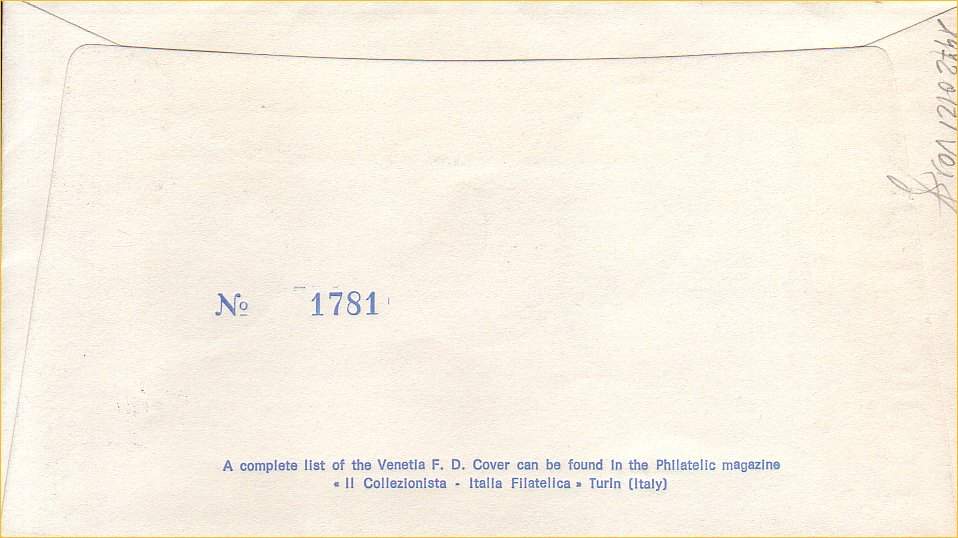 Nº 1781
A complete list of the Venetia F. D. Cover can be found in the Philatelic magazine
« Il Collezionista - Italia Filatelica » Turin (Italy)